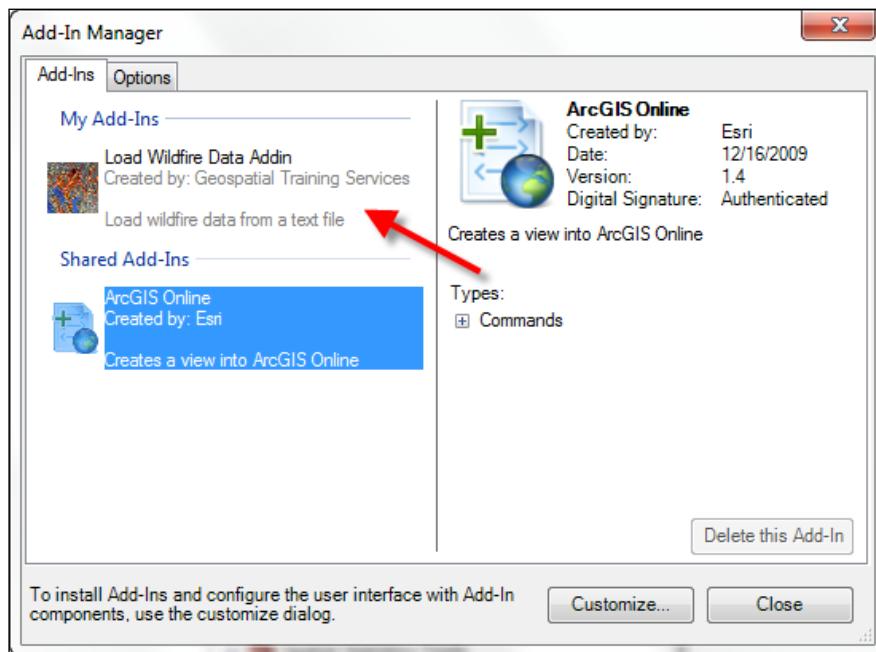 Add-In Manager
Add-Ins
Options
My Add-Ins
Load Wildfire Data Addin
Created by: Geospatial Training Services
Load wildfire data from a text file
Shared Add-Ins
ArcGIS Online
Created by: Esri
Creates a view into ArcGIS Online
ArcGIS Online
Created by: Esri
Date: 12/16/2009
Version: 1.4
Digital Signature: Authenticated
Creates a view into ArcGIS Online
Types:
Commands
Delete this Add-In
To install Add-Ins and configure the user interface with Add-In
components, use the customize dialog.
Customize...
Close